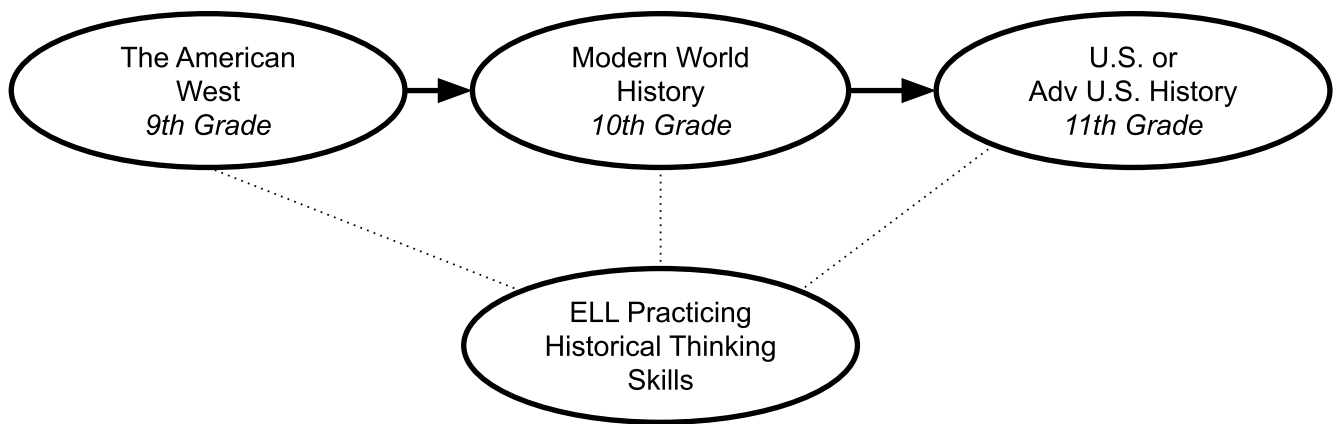 The American
West
9th Grade
Modern World
History
10th Grade
U.S. or
Adv U.S. History
11th Grade
ELL Practicing
Historical Thinking
Skills